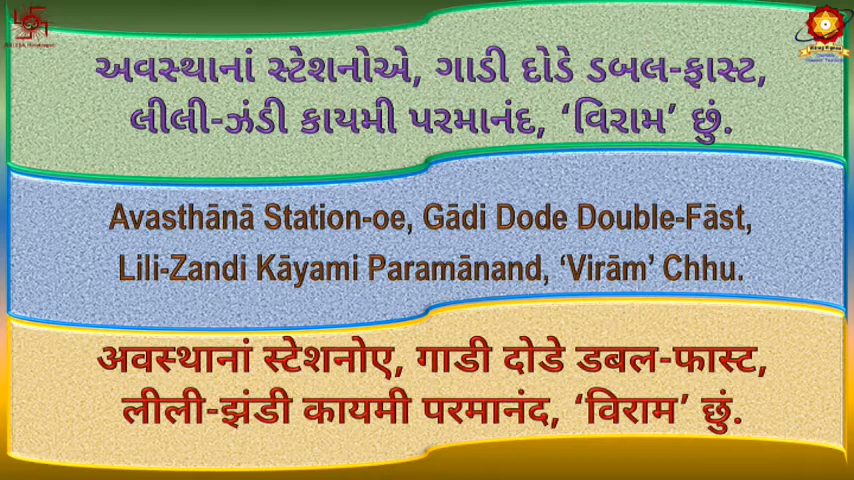 અવસ્થાનાં સ્ટેશનોએ, ગાડી દોડે ડબલ-ફાસ્ટ,
લીલી-ઝંડી કાયમી પરમાનંદ, ‘વિરામ’ છું.
Avasthānā Station-oe, Gādi Dode Double-Fāst,
Lili-Zandi Kāyami Paramānand, ‘Virām’ Chhu.
अवस्थानां स्टेशनोए, गाडी दोडे डबल-फास्ट,
लीली-झंडी कायमी परमानंद, ‘विराम’ छुं.